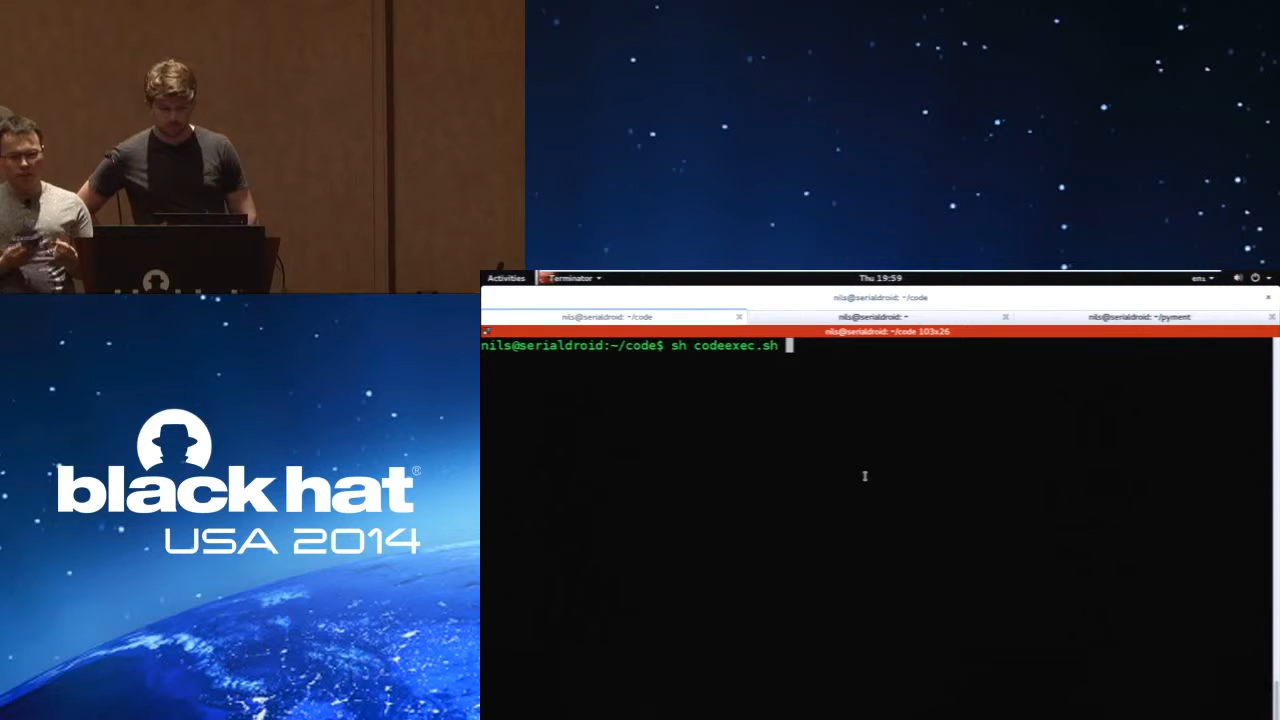 Activities Terminator Thu 19:59 en₁
nils@serialdroid: ~/code
nils@serialdroid: ~/code nils@serialdroid: ~ nils@serialdroid: ~/pyment
nils@serialdroid: ~/code 103x26
nils@serialdroid:~/code$ sh codeexec.sh
black hat®
USA 2014